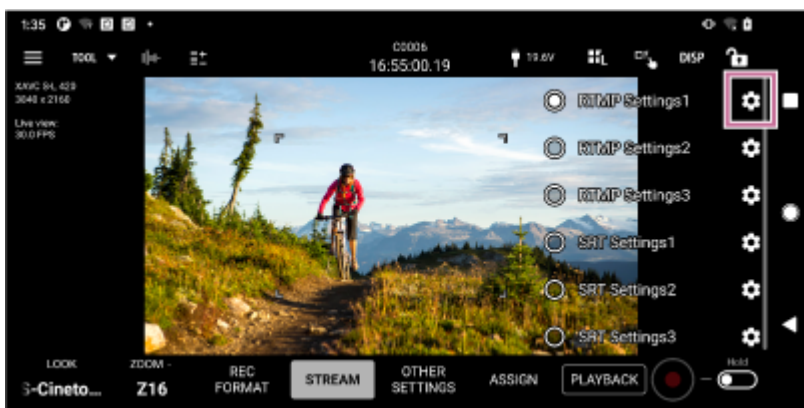 1:35
TOOL
C0006
16:55:00.19
19.6V
DISP
XAVC S4, 420
3840 x 2160
Live view:
30.0 FPS
RTMP Settings1
RTMP Settings2
RTMP Settings3
SRT Settings1
SRT Settings2
SRT Settings3
LOOK
S-Cineto...
ZOOM -
Z16
REC
FORMAT
STREAM
OTHER
SETTINGS
ASSIGN
PLAYBACK
Hold